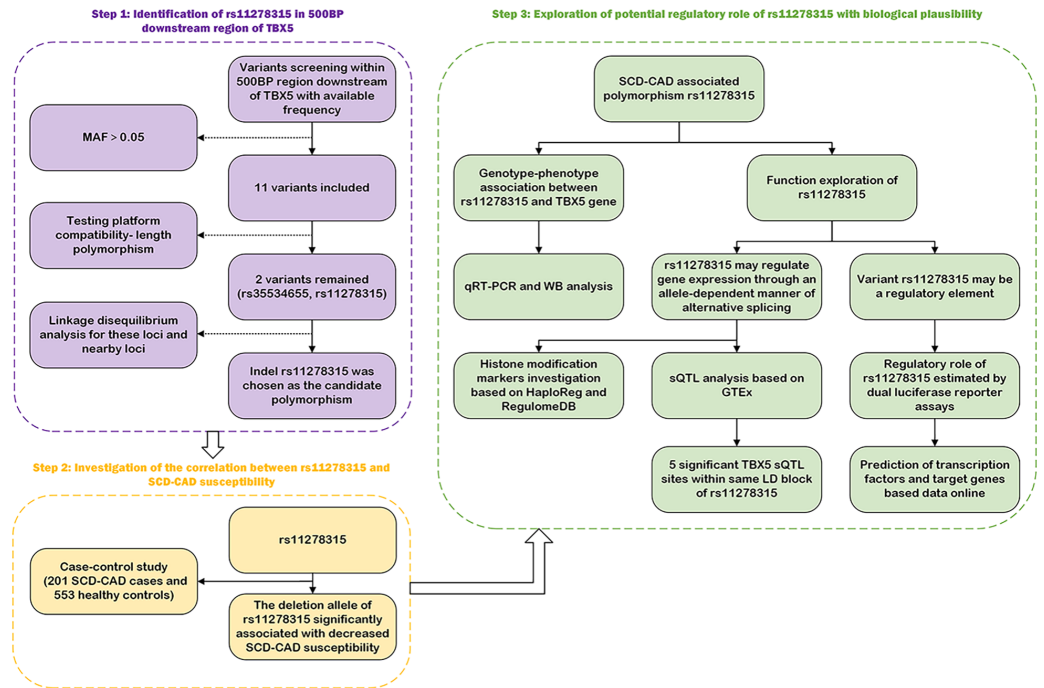 Step 1: Identification of rs11278315 in 500BP
downstream region of TBX5
Variants screening within
500BP region downstream
of TBX5 with available
frequency
MAF > 0.05
11 variants included
Testing platform
compatibility- length
polymorphism
2 variants remained
(rs35534655, rs11278315)
Linkage disequilibrium
analysis for these loci and
nearby loci
Indel rs11278315 was
chosen as the candidate
polymorphism
Step 2: Investigation of the correlation between rs11278315 and
SCD-CAD susceptibility
rs11278315
Case-control study
(201 SCD-CAD cases and
553 healthy controls)
The deletion allele of
rs11278315 significantly
associated with decreased
SCD-CAD susceptibility
Step 3: Exploration of potential regulatory role of rs11278315 with biological plausibility
SCD-CAD associated
polymorphism rs11278315
Genotype-phenotype
association between
rs11278315 and TBX5 gene
Function exploration of
rs11278315
qRT-PCR and WB analysis
rs11278315 may regulate
gene expression through an
allele-dependent manner of
alternative splicing
Variant rs11278315 may be
a regulatory element
Histone modification
markers investigation
based on HaploReg and
RegulomeDB
sQTL analysis based on
GTEx
Regulatory role of
rs11278315 estimated by
dual luciferase reporter
assays
5 significant TBX5 sQTL
sites within same LD block
of rs11278315
Prediction of transcription
factors and target genes
based data online